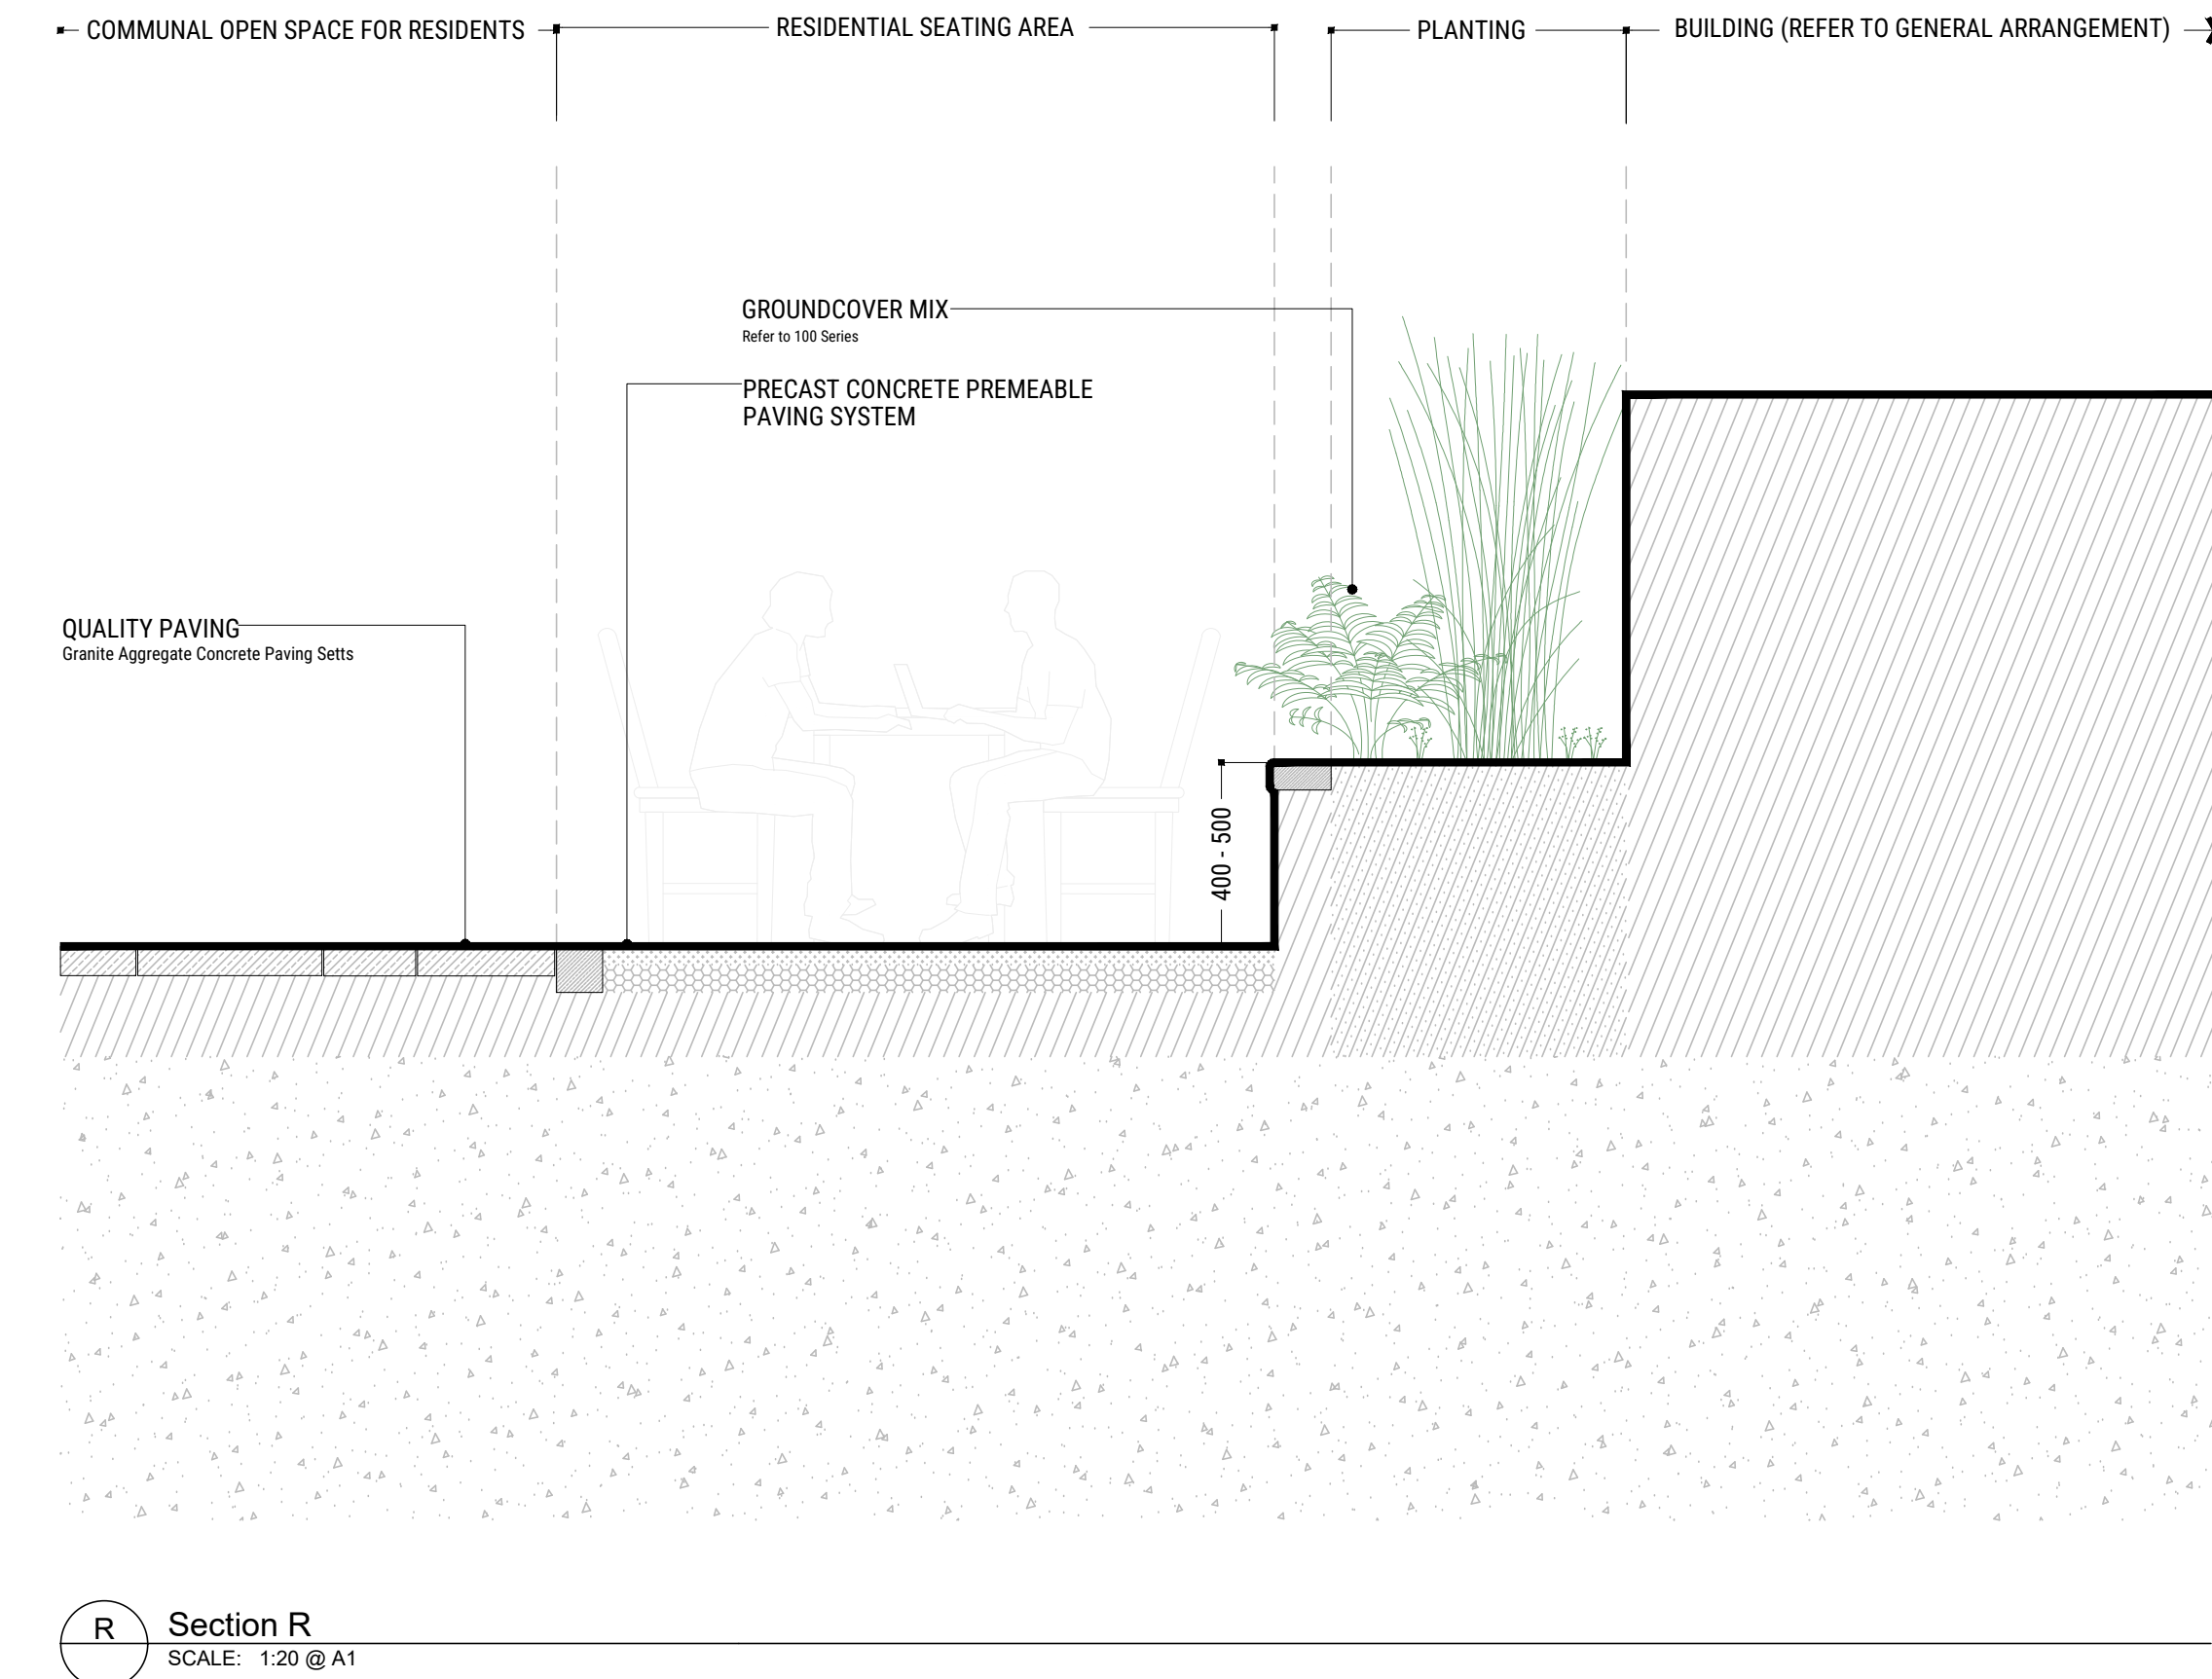 COMMUNAL OPEN SPACE FOR RESIDENTS
RESIDENTIAL SEATING AREA
PLANTING
BUILDING (REFER TO GENERAL ARRANGEMENT)
GROUNDCOVER MIX
Refer to 100 Series
PRECAST CONCRETE PREMEABLE
PAVING SYSTEM
QUALITY PAVING
Granite Aggregate Concrete Paving Setts
400 - 500
R
Section R
SCALE: 1:20 @ A1